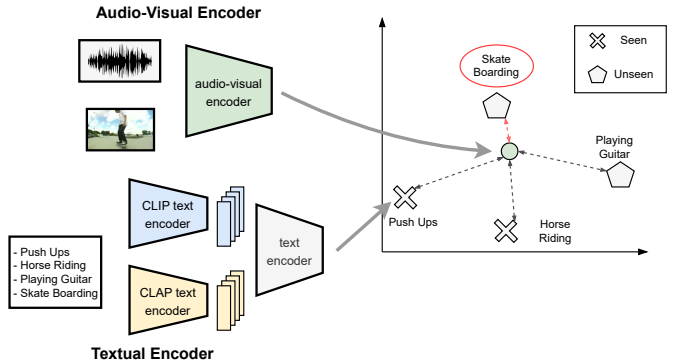 Audio-Visual Encoder
audio-visual
encoder
CLIP text
encoder
CLAP text
encoder
text
encoder
- Push Ups
- Horse Riding
- Playing Guitar
- Skate Boarding
Textual Encoder
Skate
Boarding
Playing
Guitar
Push Ups
Horse
Riding
Seen
Unseen